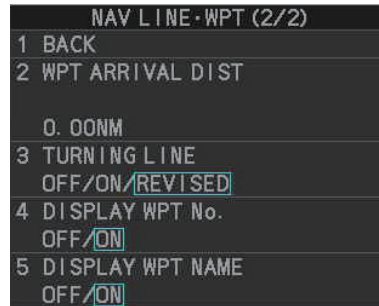 NAV LINE·WPT (2/2)
1 BACK
2 WPT ARRIVAL DIST
0.00NM
3 TURNING LINE
OFF/ON/REVISED
4 DISPLAY WPT No.
OFF/ON
5 DISPLAY WPT NAME
OFF/ON